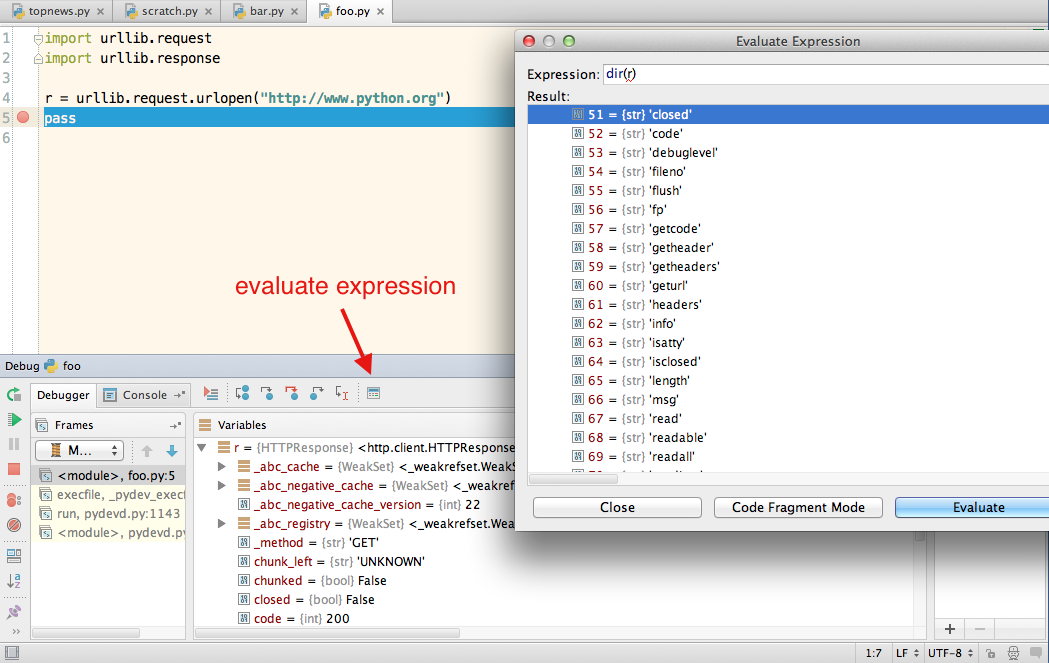 topnews.py
scratch.py
bar.py
foo.py
1 import urllib.request
2 import urllib.response
3
4 r = urllib.request.urlopen("http://www.python.org")
5 pass
6
evaluate expression
Evaluate Expression
Expression: dir(r)
Result:
51 = {str} 'closed'
52 = {str} 'code'
53 = {str} 'debuglevel'
54 = {str} 'fileno'
55 = {str} 'flush'
56 = {str} 'fp'
57 = {str} 'getcode'
58 = {str} 'getheader'
59 = {str} 'getheaders'
60 = {str} 'geturl'
61 = {str} 'headers'
62 = {str} 'info'
63 = {str} 'isatty'
64 = {str} 'isclosed'
65 = {str} 'length'
66 = {str} 'msg'
67 = {str} 'read'
68 = {str} 'readable'
69 = {str} 'readall'
Close
Code Fragment Mode
Evaluate
Debug foo
Debugger
Console
Frames
M...
<module>, foo.py:5
execfile, _pydev_execf
run, pydevd.py:1143
<module>, pydevd.py
Variables
r = {HTTPResponse} <http.client.HTTPResponse
_abc_cache = {WeakSet} <_weakrefset.WeakS
_abc_negative_cache = {WeakSet} <_weakref
_abc_negative_cache_version = {int} 22
_abc_registry = {WeakSet} <_weakrefset.Wea
_method = {str} 'GET'
chunk_left = {str} 'UNKNOWN'
chunked = {bool} False
closed = {bool} False
code = {int} 200
1:7 LF UTF-8